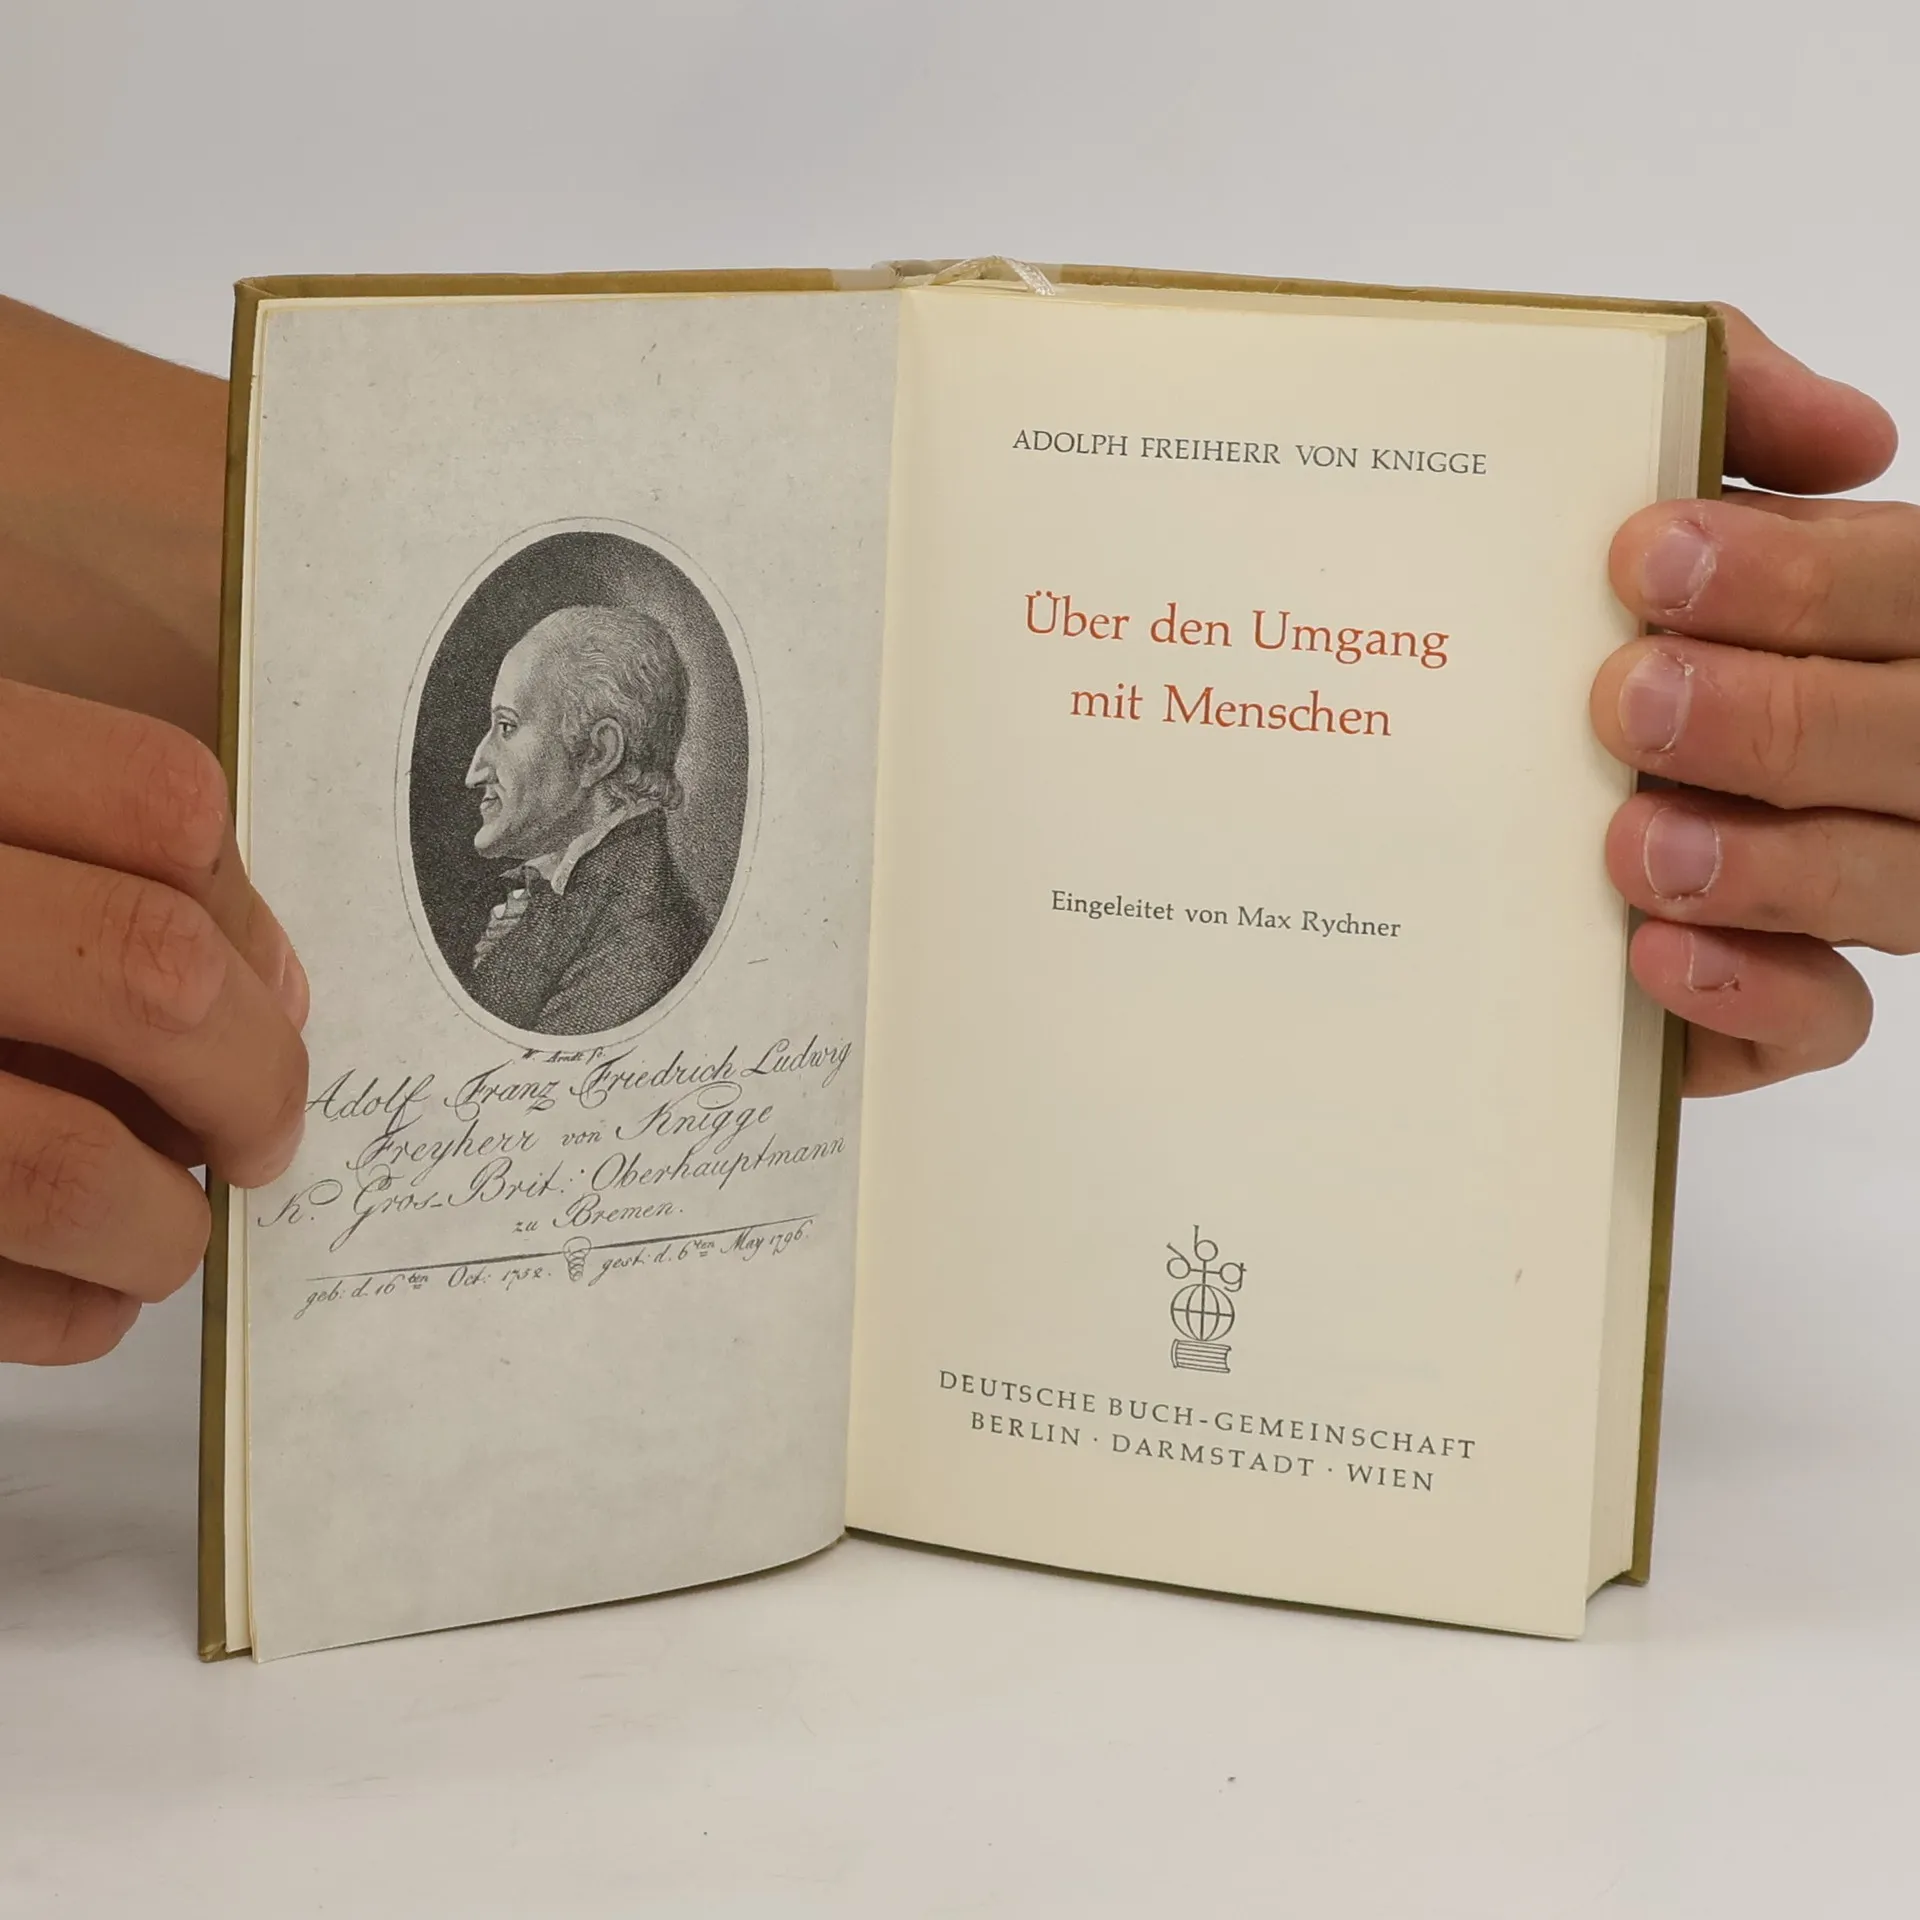 W. Arndt sc.
Adolf Franz Friedrich Ludwig
Freyherr von Knigge
K. Gros-Brit: Oberhauptmann
zu Bremen.
geb: d. 16ten Oct: 1752. gest: d. 6ten May 1796.
ADOLPH FREIHERR VON KNIGGE
Über den Umgang
mit Menschen
Eingeleitet von Max Rychner
dbg
DEUTSCHE BUCH-GEMEINSCHAFT
BERLIN · DARMSTADT · WIEN